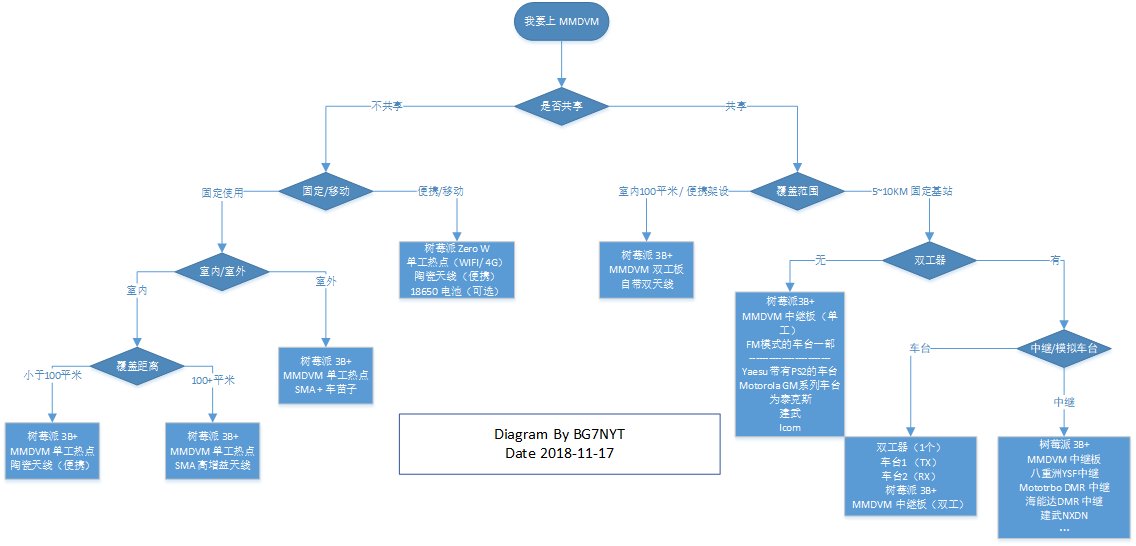 我要上 MMDVM
是否共享
不共享
共享
固定/移动
固定使用
便携/移动
覆盖范围
室内100平米/ 便携架设
5~10KM 固定基站
树莓派 Zero W
单工热点（WIFI/ 4G）
陶瓷天线（便携）
18650 电池（可选）
树莓派 3B+
MMDVM 双工板
自带双天线
室内/室外
室内
室外
双工器
无
有
树莓派3B+
MMDVM 中继板（单
工）
FM模式的车台一部
-------------------------
Yaesu 带有PS2的车台
Motorola GM 系列车台
为泰克斯
建武
Icom
覆盖距离
小于100平米
100+平米
树莓派 3B+
MMDVM 单工热点
SMA + 车苗子
中继/模拟车台
车台
中继
树莓派 3B+
MMDVM 单工热点
陶瓷天线（便携）
树莓派 3B+
MMDVM 单工热点
SMA 高增益天线
Diagram By BG7NYT
Date 2018-11-17
双工器（1个）
车台1 （TX）
车台2 （RX）
树莓派 3B+
MMDVM 中继板（双工）
树莓派 3B+
MMDVM 中继板
八重洲YSF中继
Mototrbo DMR 中继
海能达DMR 中继
建武NXDN
...